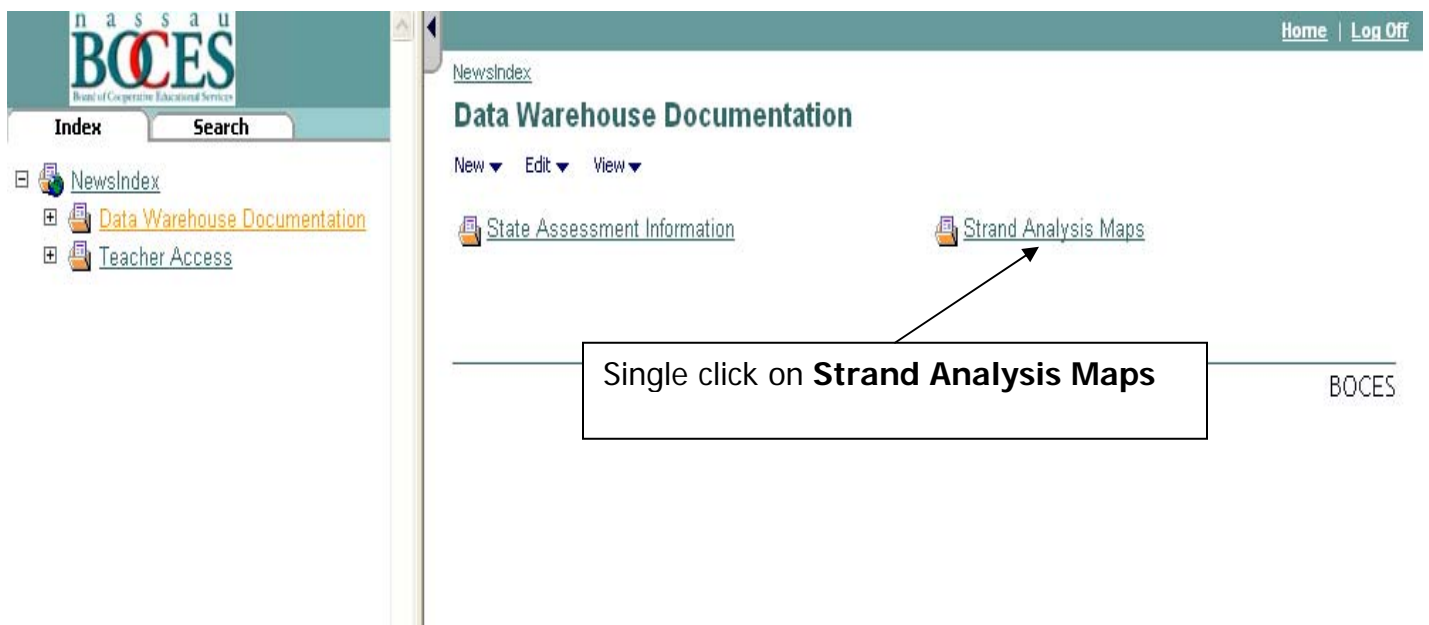 nassau
BOCES
Board of Cooperative Educational Services
Index Search
NewsIndex
Data Warehouse Documentation
Teacher Access
Home | Log Off
NewsIndex
Data Warehouse Documentation
New Edit View
State Assessment Information Strand Analysis Maps
Single click on Strand Analysis Maps
BOCES